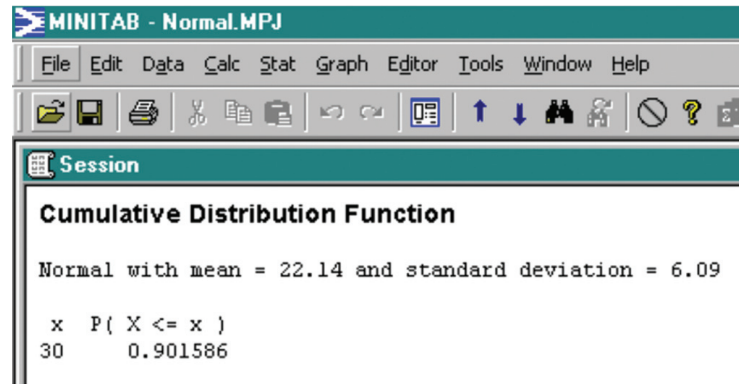 MINITAB - Normal.MPJ
File Edit Data Calc Stat Graph Editor Tools Window Help
Session
Cumulative Distribution Function
Normal with mean = 22.14 and standard deviation = 6.09
x P( X <= x )
30 0.901586